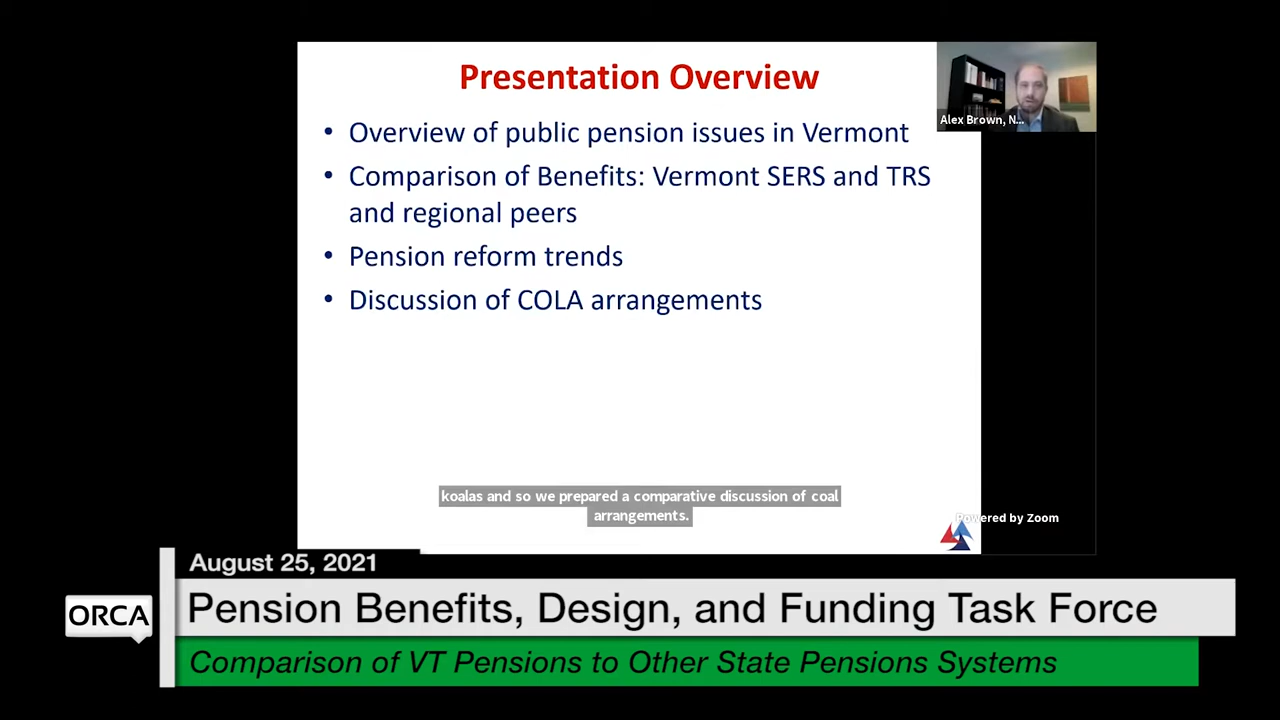 Presentation Overview
• Overview of public pension issues in Vermont
• Comparison of Benefits: Vermont SERS and TRS
and regional peers
• Pension reform trends
• Discussion of COLA arrangements
Alex Brown, N...
koalas and so we prepared a comparative discussion of coal
arrangements.
Powered by Zoom
August 25, 2021
ORCA
Pension Benefits, Design, and Funding Task Force
Comparison of VT Pensions to Other State Pensions Systems